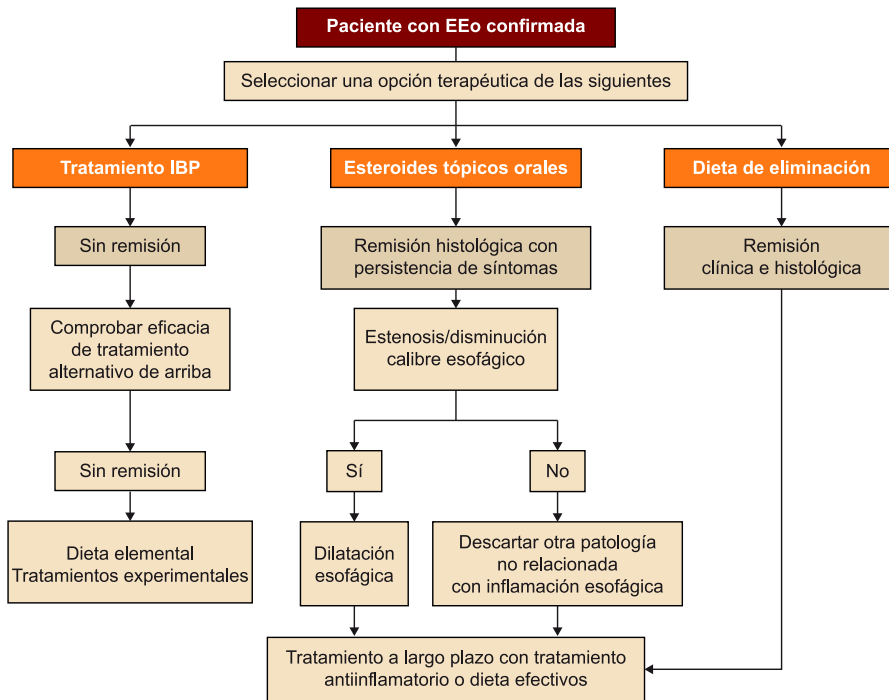 Paciente con EEo confirmada
Seleccionar una opción terapéutica de las siguientes
Tratamiento IBP
Esteroides tópicos orales
Dieta de eliminación
Sin remisión
Remisión histológica con
persistencia de síntomas
Remisión
clínica e histológica
Comprobar eficacia
de tratamiento
alternativo de arriba
Estenosis/disminución
calibre esofágico
Sin remisión
Sí
No
Dieta elemental
Tratamientos experimentales
Dilatación
esofágica
Descartar otra patología
no relacionada
con inflamación esofágica
Tratamiento a largo plazo con tratamiento
antiinflamatorio o dieta efectivos